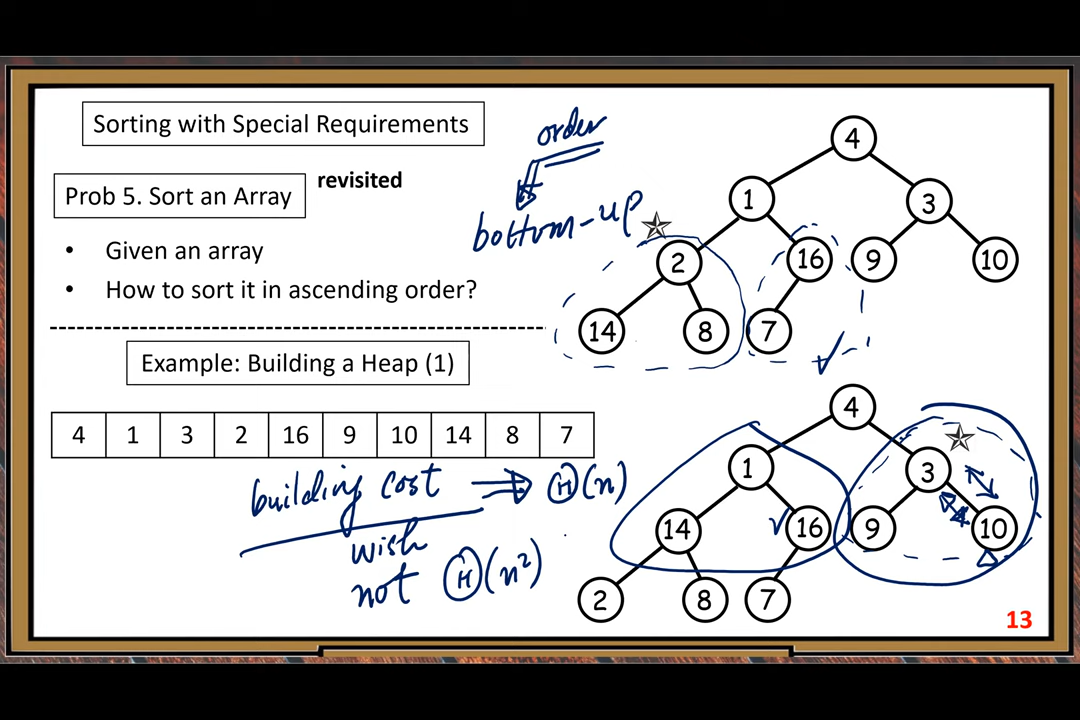 Sorting with Special Requirements
Prob 5. Sort an Array
revisited
• Given an array
• How to sort it in ascending order?
Example: Building a Heap (1)
4 1 3 2 16 9 10 14 8 7
building cost ⇒ Ⓗ(n)
wish
not Ⓗ(n²)
order
bottom-up
4
1 3
2 16 9 10
14 8 7
4
1 3
14 16 9 10
2 8 7
13